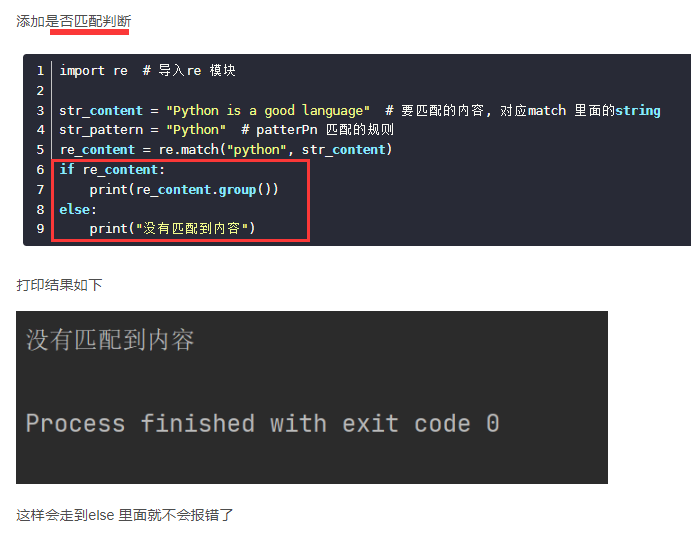 添加是否匹配判断
1 import re  # 导入re 模块
2
3 str_content = "Python is a good language"  # 要匹配的内容, 对应match 里面的string
4 str_pattern = "Python"  # patterPn 匹配的规则
5 re_content = re.match("python", str_content)
6 if re_content:
7     print(re_content.group())
8 else:
9     print("没有匹配到内容")
打印结果如下
没有匹配到内容
Process finished with exit code 0
这样会走到else 里面就不会报错了